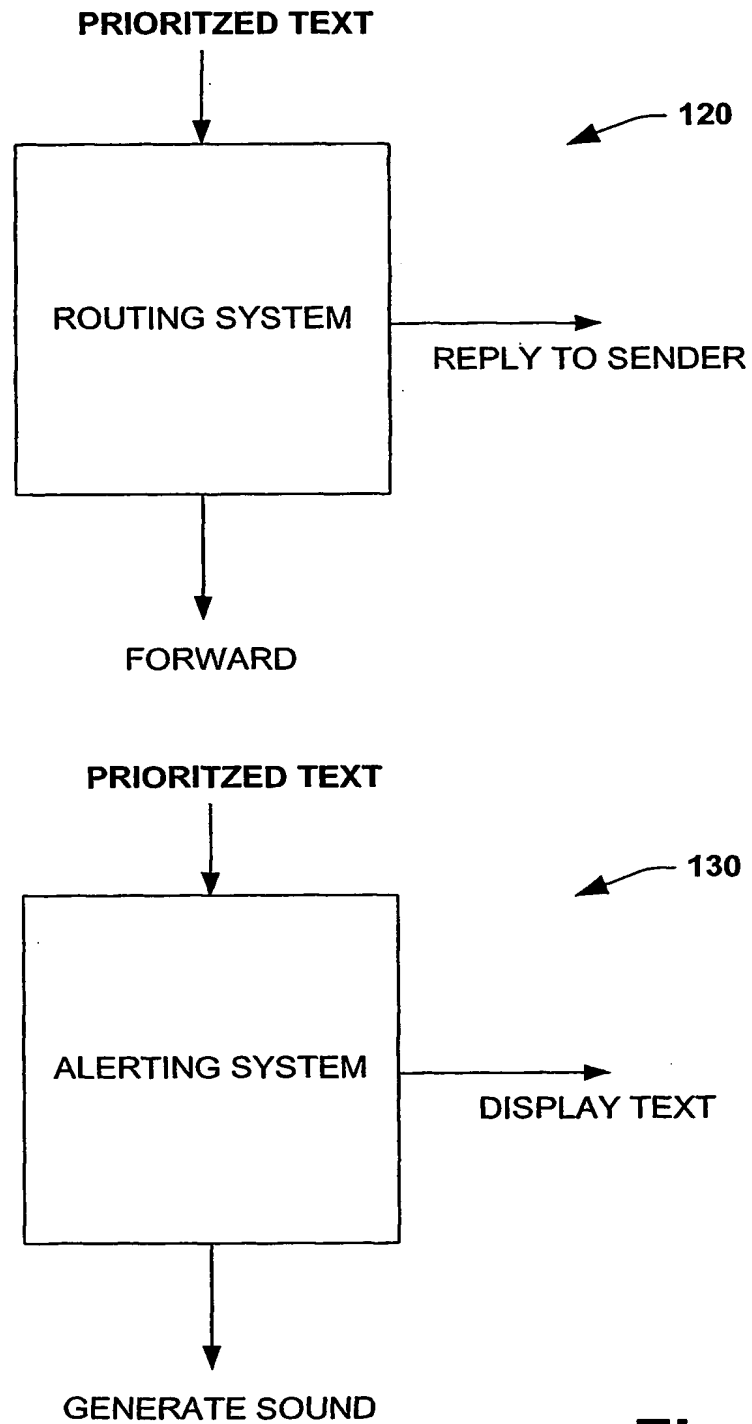 PRIORITZED TEXT
120
ROUTING SYSTEM
REPLY TO SENDER
FORWARD
PRIORITZED TEXT
130
ALERTING SYSTEM
DISPLAY TEXT
GENERATE SOUND